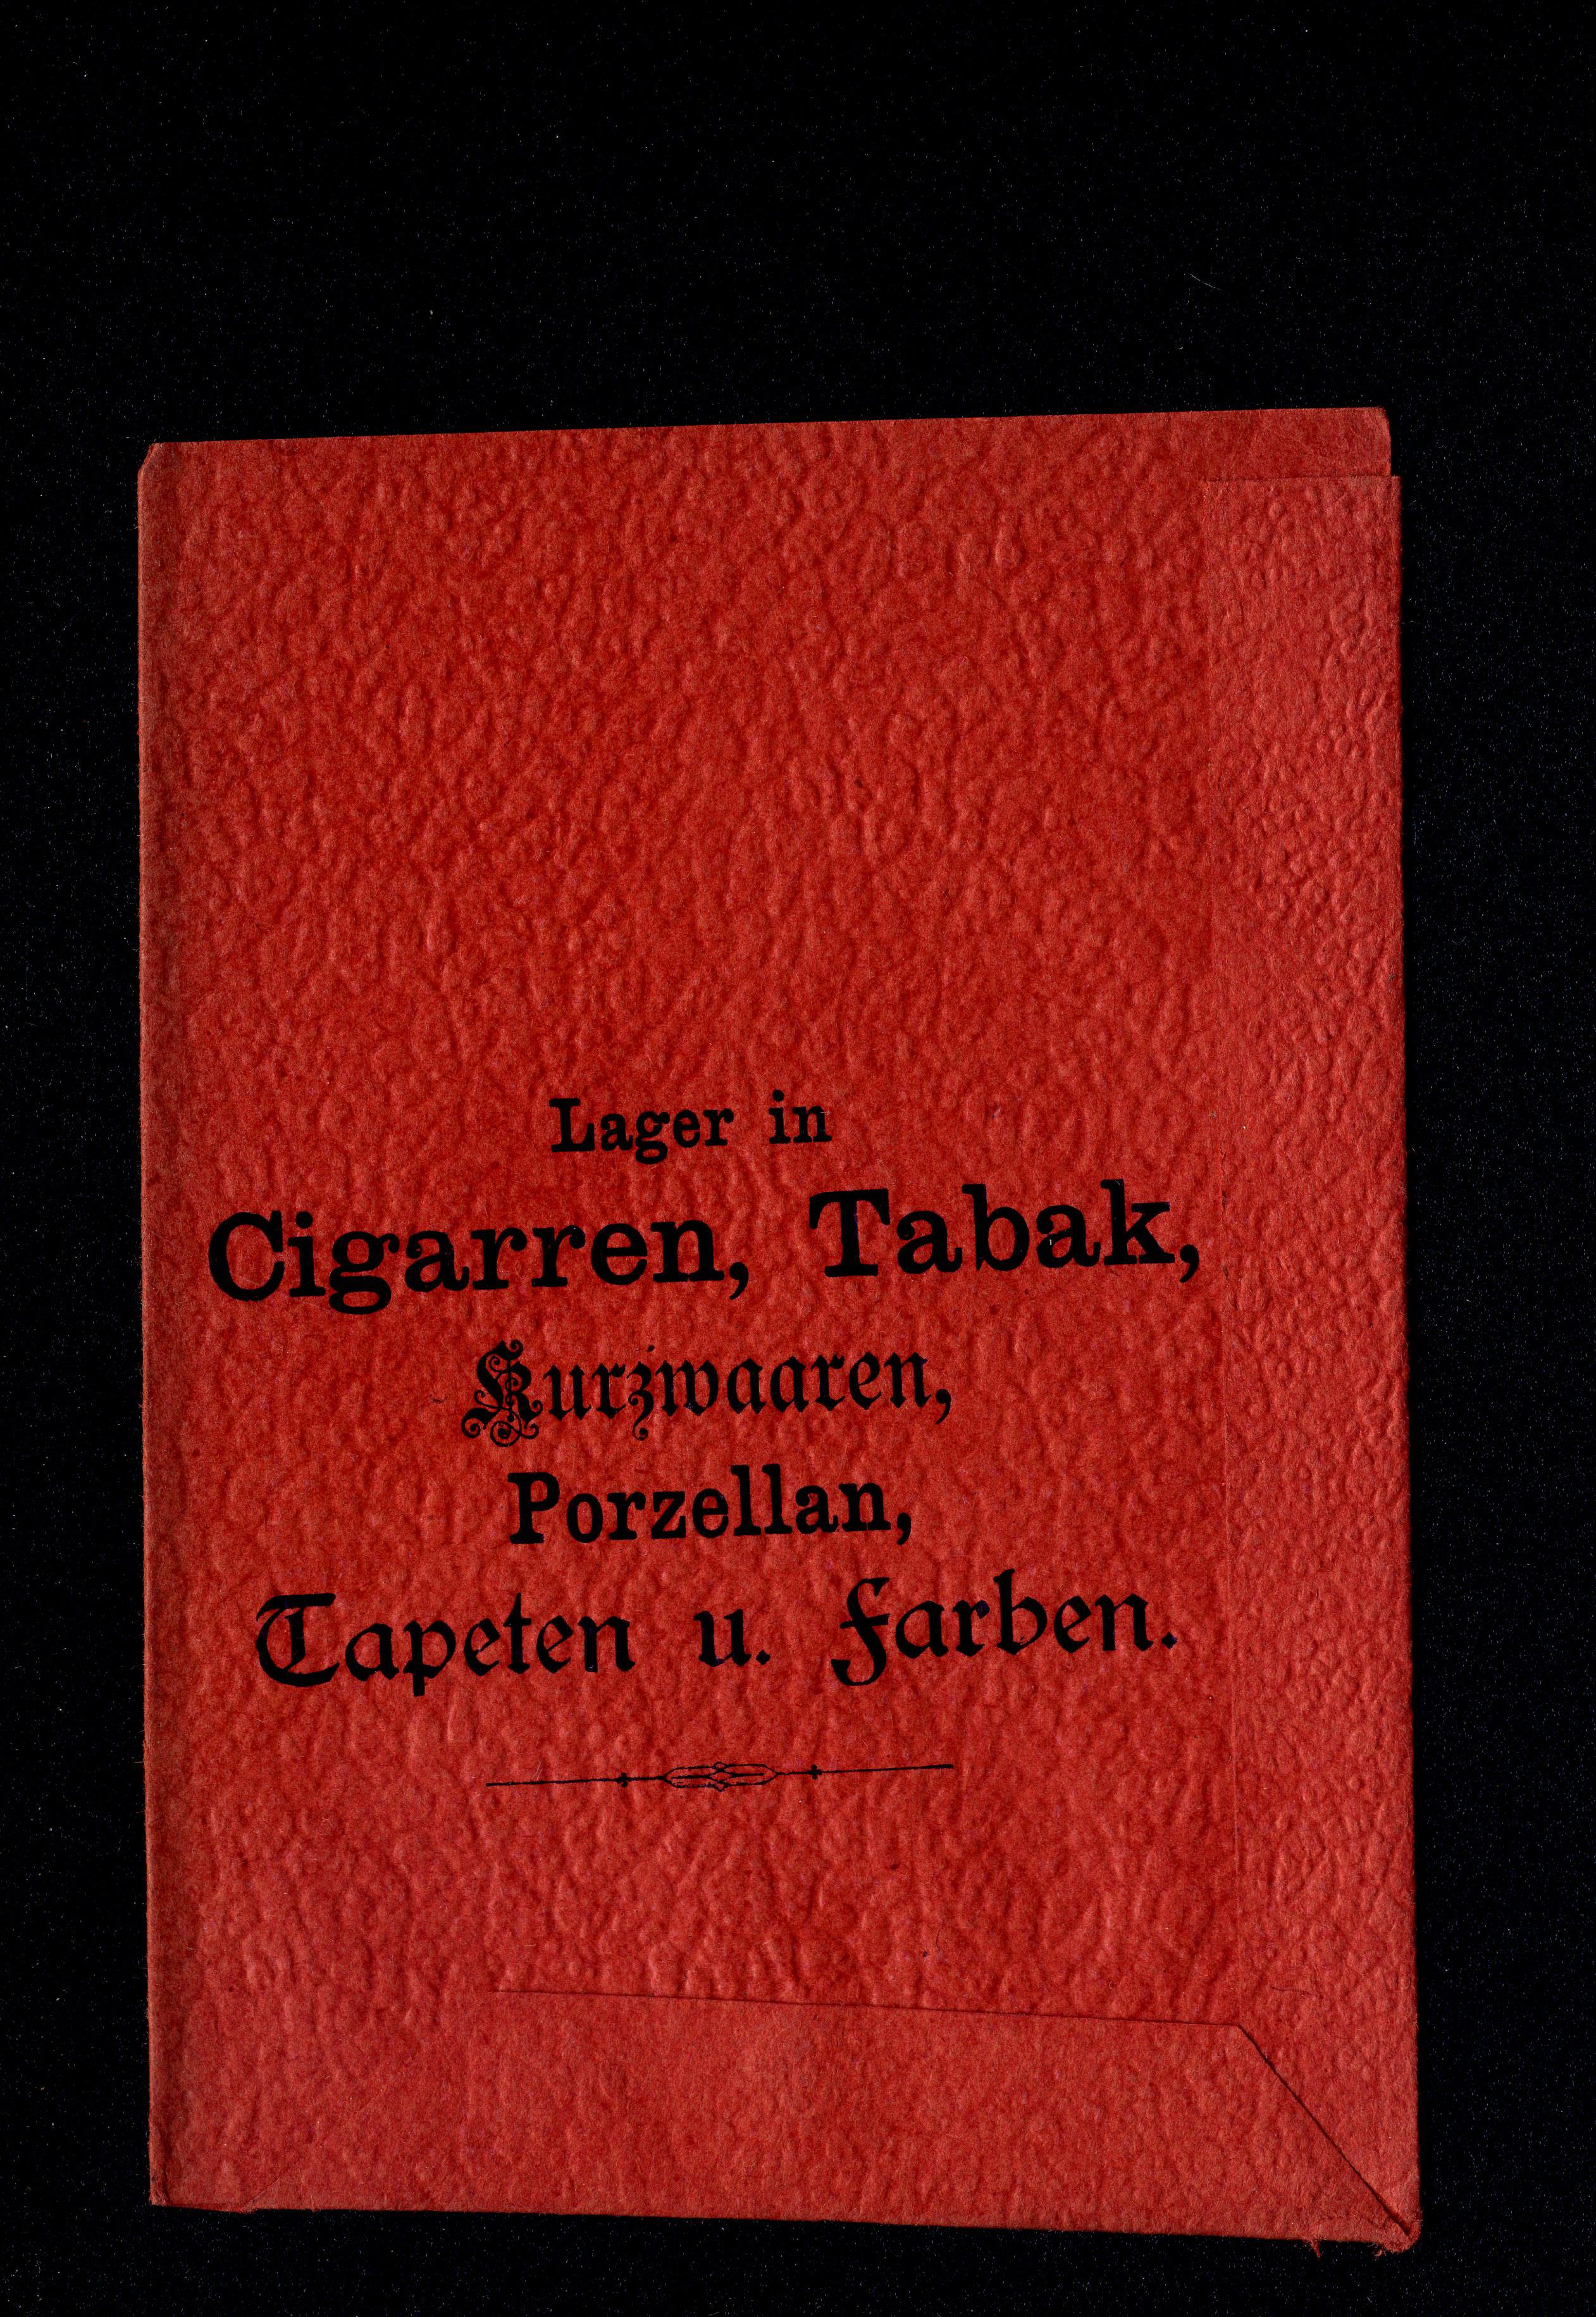 Lager in
Cigarren, Tabak,
Kurzwaaren,
Porzellan,
Tapeten u. Farben.